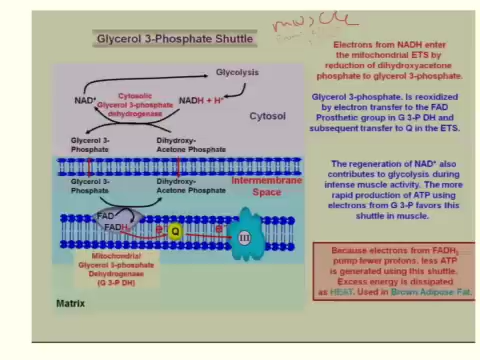 muscle
Glycerol 3-Phosphate Shuttle
Glycolysis
NAD⁺
Cytosolic
Glycerol 3-phosphate
dehydrogenase
NADH + H⁺
Cytosol
Glycerol 3-
Phosphate
Dihydroxy-
Acetone Phosphate
Glycerol 3-
Phosphate
Dihydroxy-
Acetone Phosphate
Intermembrane
Space
FAD
FADH₂
e⁻
Q
e⁻
III
Mitochondrial
Glycerol 3-phosphate
Dehydrogenase
(G 3-P DH)
Matrix
Electrons from NADH enter
the mitochondrial ETS by
reduction of dihydroxyacetone
phosphate to glycerol 3-phosphate.
Glycerol 3-phosphate. Is reoxidized
by electron transfer to the FAD
Prosthetic group in G 3-P DH and
subsequent transfer to Q in the ETS.
The regeneration of NAD⁺ also
contributes to glycolysis during
intense muscle activity. The more
rapid production of ATP using
electrons from G 3-P favors this
shuttle in muscle.
Because electrons from FADH₂
pump fewer protons. less ATP
is generated using this shuttle.
Excess energy is dissipated
as HEAT. Used in Brown Adipose Fat.